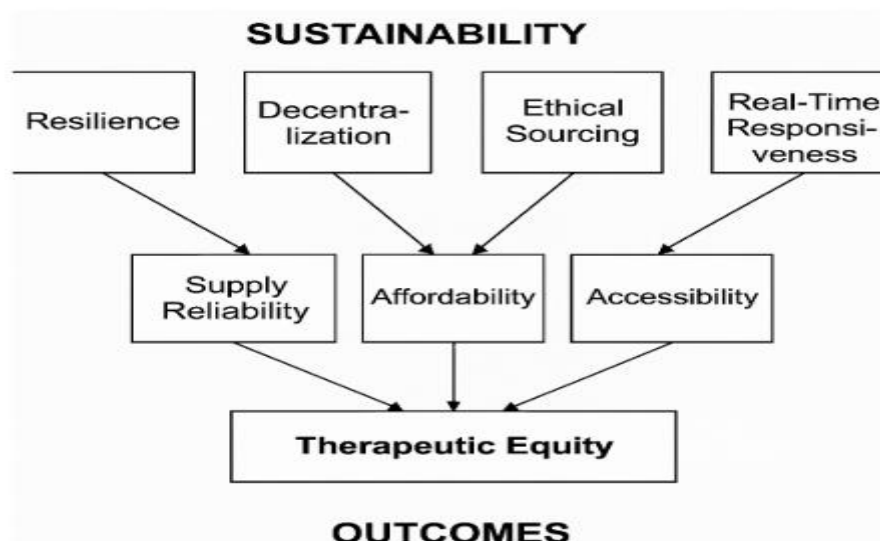 SUSTAINABILITY
Resilience
Decentra-
lization
Ethical
Sourcing
Real-Time
Responsi-
veness
Supply
Reliability
Affordability
Accessibility
Therapeutic Equity
OUTCOMES